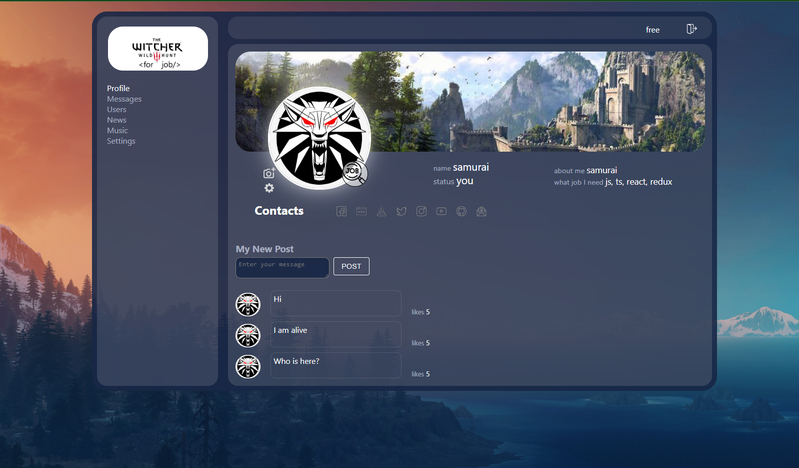 THE
WITCHER
WILD HUNT
<for job/>
free
Profile
Messages
Users
News
Music
Settings
JOB
name samurai
status you
about me samurai
what job I need js, ts, react, redux
Contacts
My New Post
Enter your message
POST
Hi
likes 5
I am alive
likes 5
Who is here?
likes 5